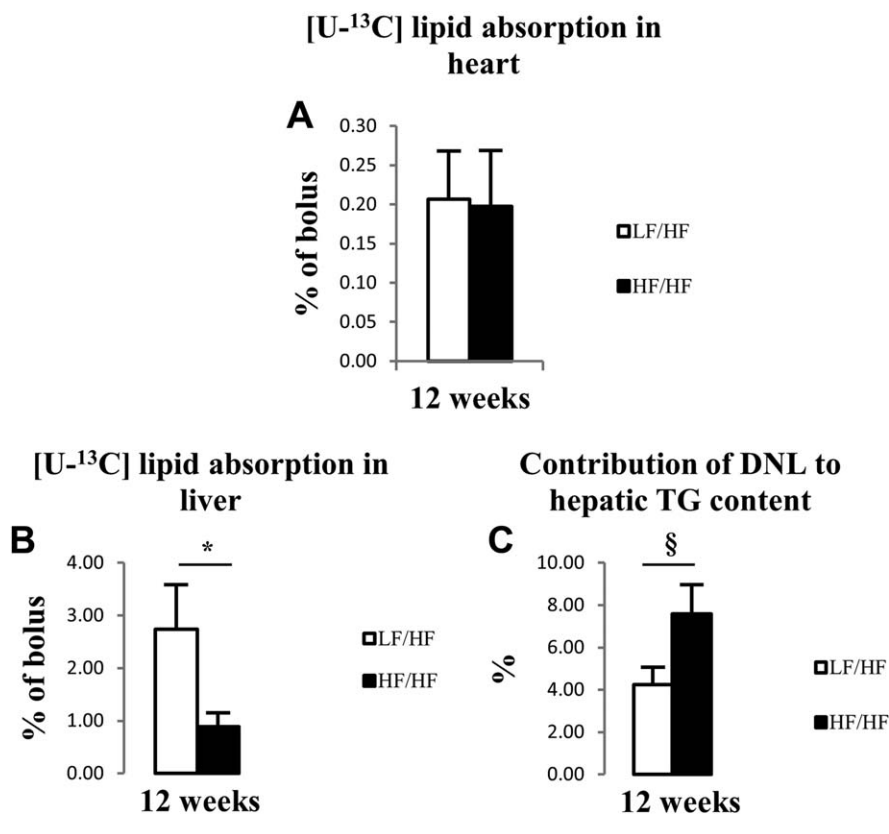 [U-¹³C] lipid absorption in
heart
A
% of bolus
0.30
0.25
0.20
0.15
0.10
0.05
0.00
12 weeks
LF/HF
HF/HF
[U-¹³C] lipid absorption in
liver
B
% of bolus
4.00
3.00
2.00
1.00
0.00
*
12 weeks
LF/HF
HF/HF
Contribution of DNL to
hepatic TG content
C
%
10.00
8.00
6.00
4.00
2.00
0.00
§
12 weeks
LF/HF
HF/HF